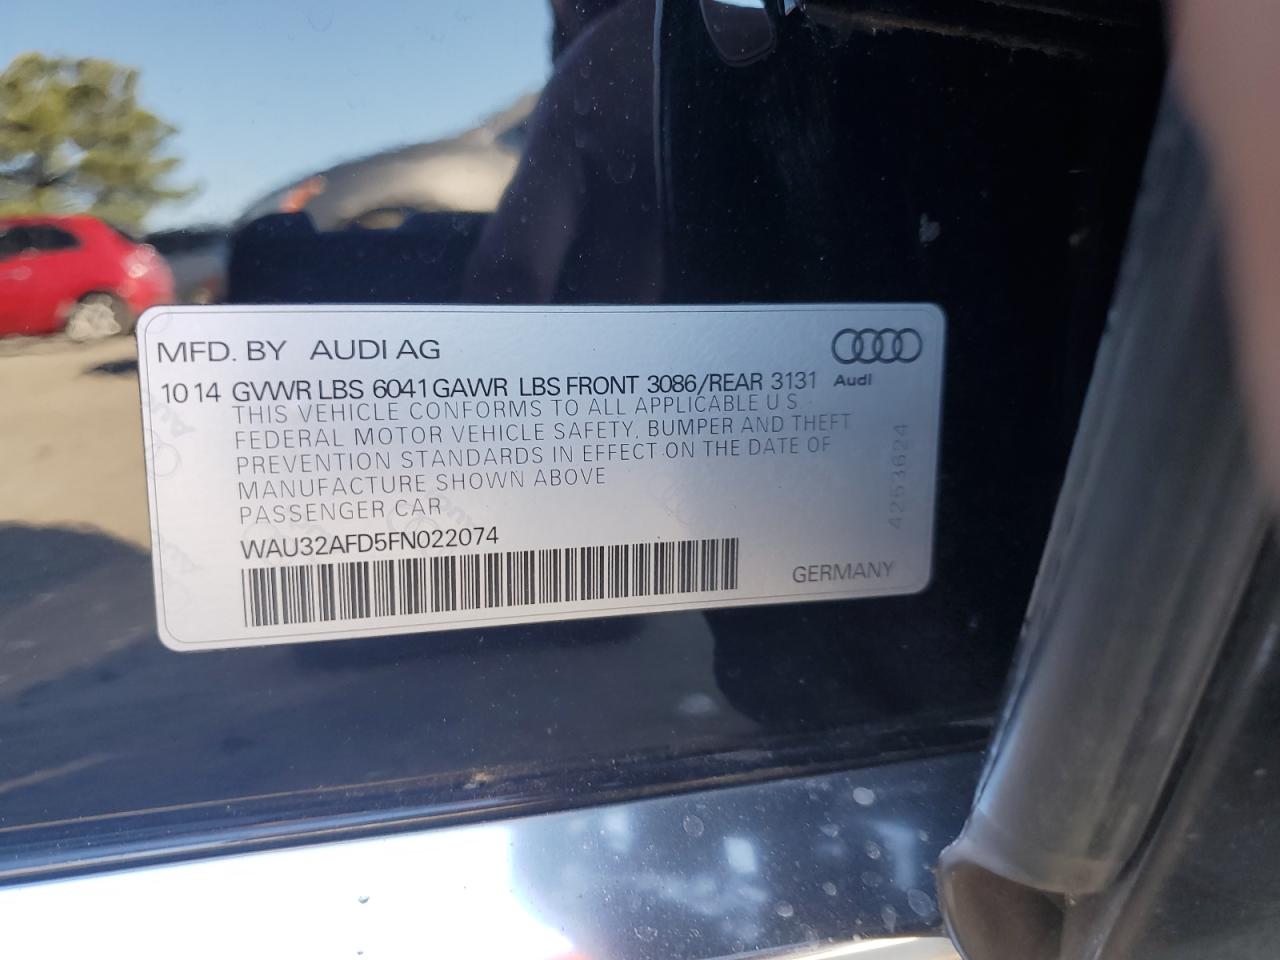 MFD. BY AUDI AG
10 14 GVWR LBS 6041 GAWR LBS FRONT 3086/REAR 3131
Audi
THIS VEHICLE CONFORMS TO ALL APPLICABLE U S
FEDERAL MOTOR VEHICLE SAFETY, BUMPER AND THEFT
PREVENTION STANDARDS IN EFFECT ON THE DATE OF
MANUFACTURE SHOWN ABOVE
PASSENGER CAR
WAU32AFD5FN022074
GERMANY
4253624